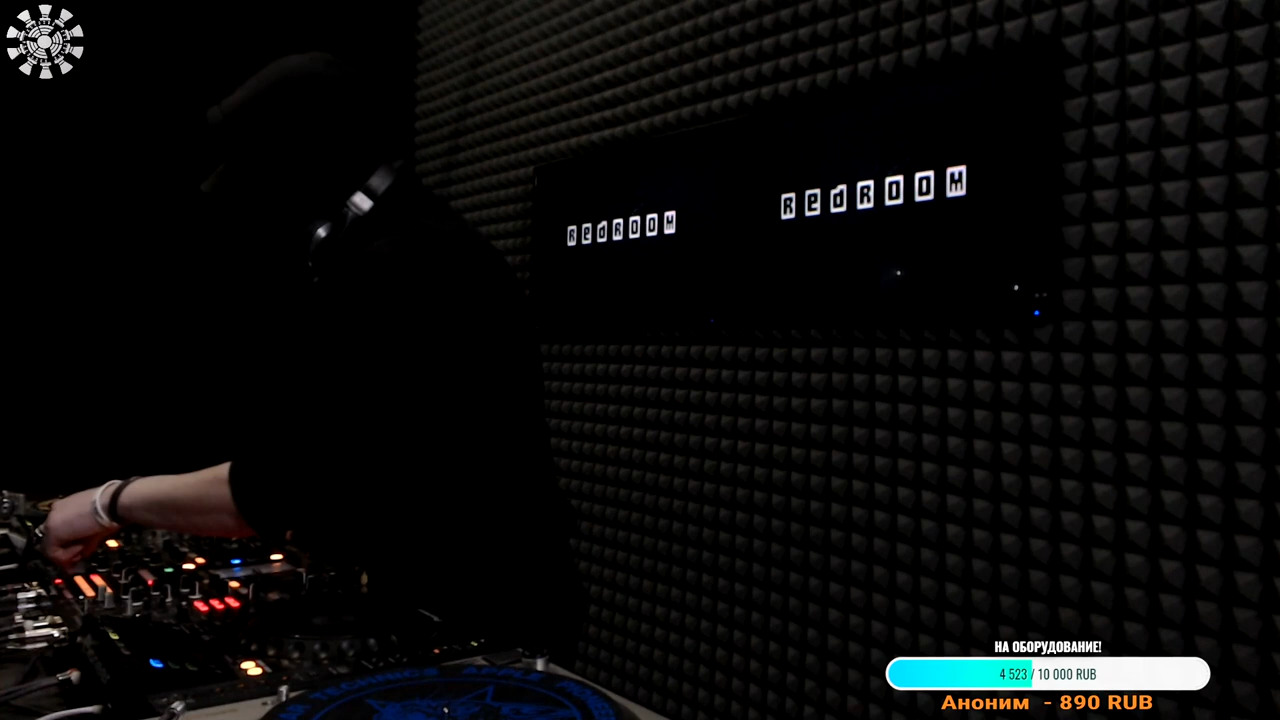 RedROOM
RedROOM
НА ОБОРУДОВАНИЕ!
4 523 / 10 000 RUB
Аноним - 890 RUB